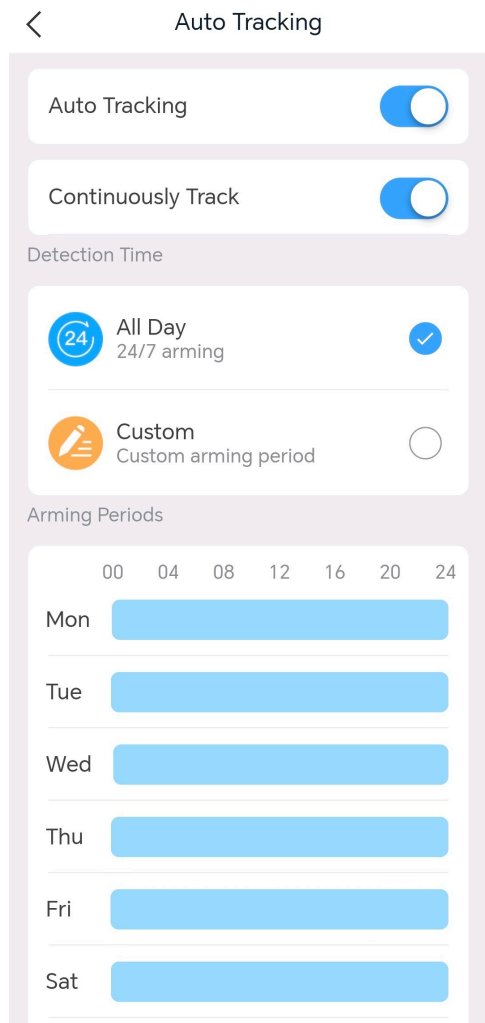 Auto Tracking
Auto Tracking
Continuously Track
Detection Time
24
All Day
24/7 arming
Custom
Custom arming period
Arming Periods
00 04 08 12 16 20 24
Mon
Tue
Wed
Thu
Fri
Sat